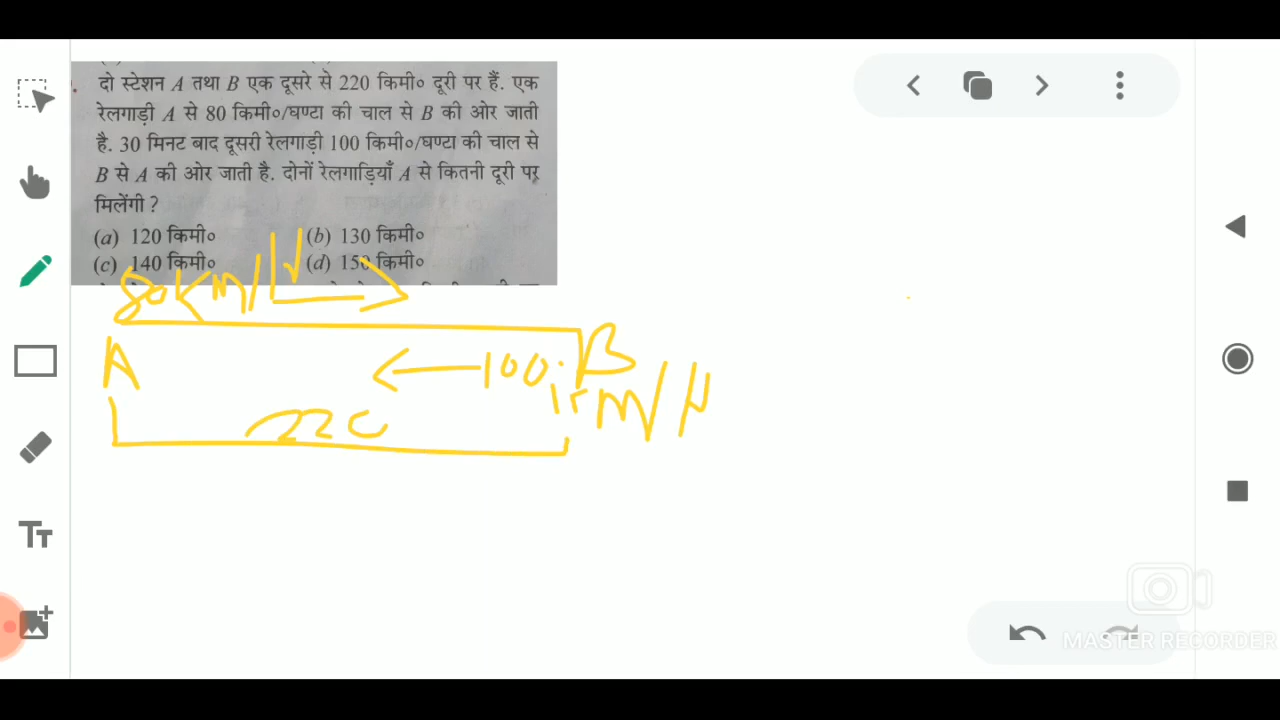 दो स्टेशन A तथा B एक दूसरे से 220 किमी० दूरी पर हैं. एक
रेलगाड़ी A से 80 किमी०/घण्टा की चाल से B की ओर जाती
है. 30 मिनट बाद दूसरी रेलगाड़ी 100 किमी०/घण्टा की चाल से
B से A की ओर जाती है. दोनों रेलगाड़ियाँ A से कितनी दूरी पर
मिलेंगी ?
(a) 120 किमी० (b) 130 किमी०
(c) 140 किमी० (d) 150 किमी०
80KM/H
A B
100
KM/H
220
TT
MASTER RECORDER